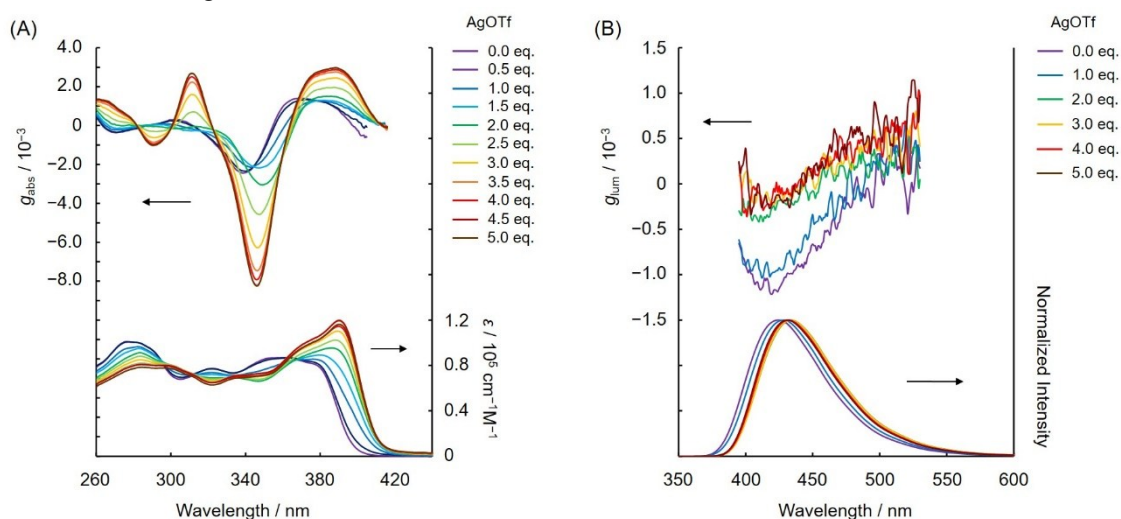 (A)
AgOTf
0.0 eq.
0.5 eq.
1.0 eq.
1.5 eq.
2.0 eq.
2.5 eq.
3.0 eq.
3.5 eq.
4.0 eq.
4.5 eq.
5.0 eq.
4.0
2.0
0
−2.0
−4.0
−6.0
−8.0
gabs / 10⁻³
1.2
0.8
0.4
0
ε / 10⁵ cm⁻¹M⁻¹
260 300 340 380 420
Wavelength / nm
(B)
AgOTf
0.0 eq.
1.0 eq.
2.0 eq.
3.0 eq.
4.0 eq.
5.0 eq.
1.5
1.0
0.5
0
−0.5
−1.0
−1.5
glum / 10⁻³
Normalized Intensity
350 400 450 500 550 600
Wavelength / nm